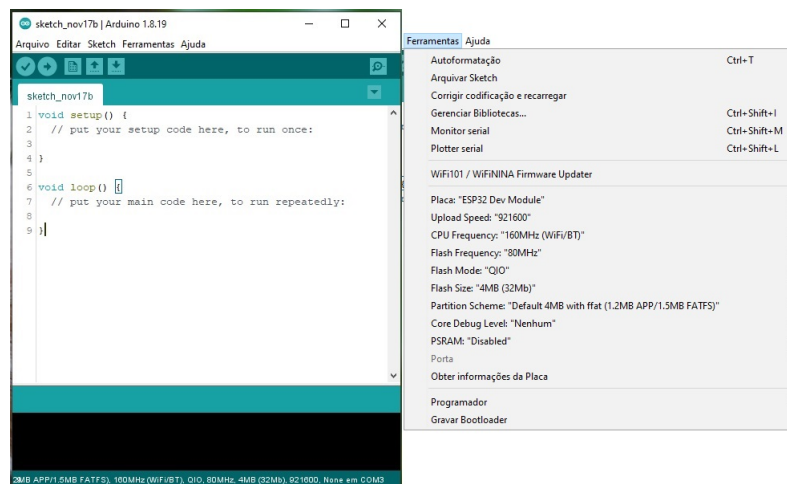 sketch_nov17b | Arduino 1.8.19
Arquivo Editar Sketch Ferramentas Ajuda
sketch_nov17b
1 void setup() {
2 // put your setup code here, to run once:
3
4 }
5
6 void loop() {
7 // put your main code here, to run repeatedly:
8
9 }
2MB APP/1.5MB FATFS), 160MHz (WiFi/BT), QIO, 80MHz, 4MB (32Mb), 921600, None em COM3
Ferramentas Ajuda
Autoformatação Ctrl+T
Arquivar Sketch
Corrigir codificação e recarregar
Gerenciar Bibliotecas... Ctrl+Shift+I
Monitor serial Ctrl+Shift+M
Plotter serial Ctrl+Shift+L
WiFi101 / WiFiNINA Firmware Updater
Placa: "ESP32 Dev Module"
Upload Speed: "921600"
CPU Frequency: "160MHz (WiFi/BT)"
Flash Frequency: "80MHz"
Flash Mode: "QIO"
Flash Size: "4MB (32Mb)"
Partition Scheme: "Default 4MB with ffat (1.2MB APP/1.5MB FATFS)"
Core Debug Level: "Nenhum"
PSRAM: "Disabled"
Porta
Obter informações da Placa
Programador
Gravar Bootloader